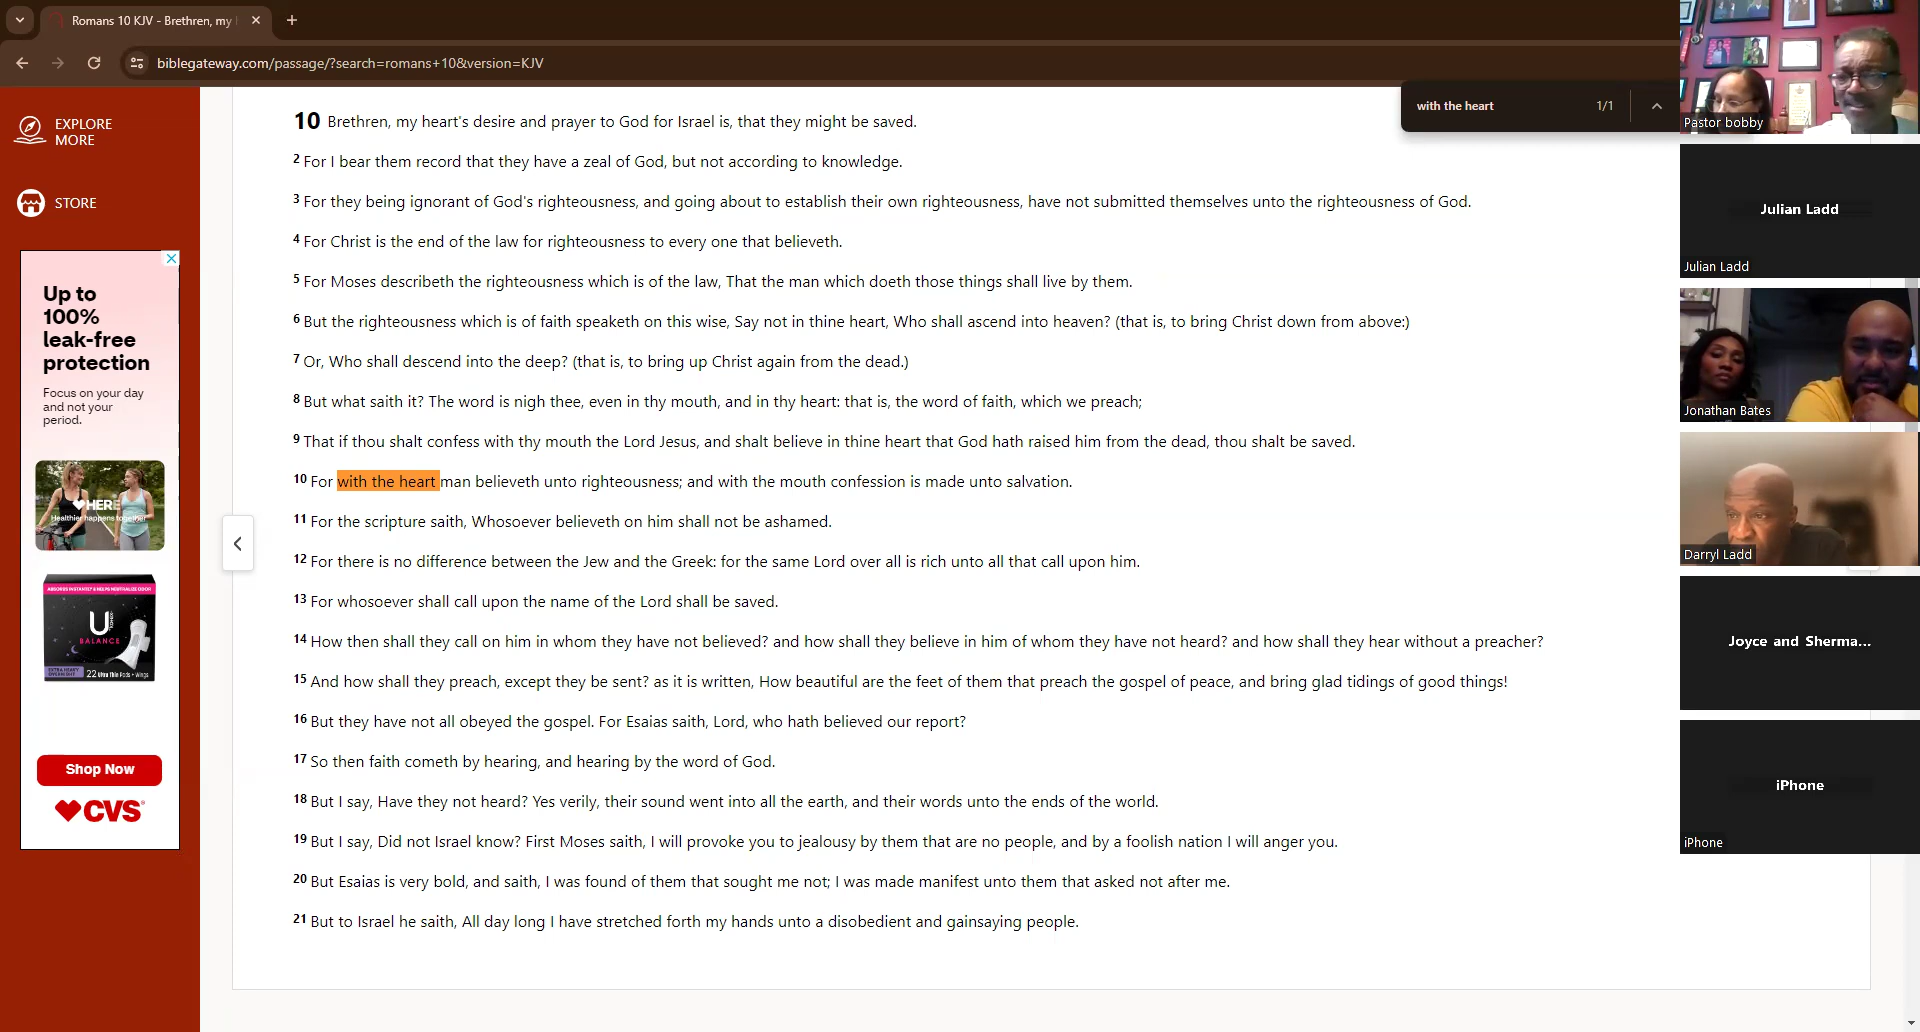 Romans 10 KJV - Brethren, my
biblegateway.com/passage/?search=romans+10&version=KJV
with the heart 1/1
EXPLORE
MORE
STORE
Up to
100%
leak-free
protection
Focus on your day
and not your
period.
HERE
Healthier happens together
ABSORBS INSTANTLY & HELPS NEUTRALIZE ODOR
U
BALANCE
22 Ultra Thin Pads + Wings
Shop Now
CVS
10 Brethren, my heart's desire and prayer to God for Israel is, that they might be saved.
2 For I bear them record that they have a zeal of God, but not according to knowledge.
3 For they being ignorant of God's righteousness, and going about to establish their own righteousness, have not submitted themselves unto the righteousness of God.
4 For Christ is the end of the law for righteousness to every one that believeth.
5 For Moses describeth the righteousness which is of the law, That the man which doeth those things shall live by them.
6 But the righteousness which is of faith speaketh on this wise, Say not in thine heart, Who shall ascend into heaven? (that is, to bring Christ down from above:)
7 Or, Who shall descend into the deep? (that is, to bring up Christ again from the dead.)
8 But what saith it? The word is nigh thee, even in thy mouth, and in thy heart: that is, the word of faith, which we preach;
9 That if thou shalt confess with thy mouth the Lord Jesus, and shalt believe in thine heart that God hath raised him from the dead, thou shalt be saved.
10 For with the heart man believeth unto righteousness; and with the mouth confession is made unto salvation.
11 For the scripture saith, Whosoever believeth on him shall not be ashamed.
12 For there is no difference between the Jew and the Greek: for the same Lord over all is rich unto all that call upon him.
13 For whosoever shall call upon the name of the Lord shall be saved.
14 How then shall they call on him in whom they have not believed? and how shall they believe in him of whom they have not heard? and how shall they hear without a preacher?
15 And how shall they preach, except they be sent? as it is written, How beautiful are the feet of them that preach the gospel of peace, and bring glad tidings of good things!
16 But they have not all obeyed the gospel. For Esaias saith, Lord, who hath believed our report?
17 So then faith cometh by hearing, and hearing by the word of God.
18 But I say, Have they not heard? Yes verily, their sound went into all the earth, and their words unto the ends of the world.
19 But I say, Did not Israel know? First Moses saith, I will provoke you to jealousy by them that are no people, and by a foolish nation I will anger you.
20 But Esaias is very bold, and saith, I was found of them that sought me not; I was made manifest unto them that asked not after me.
21 But to Israel he saith, All day long I have stretched forth my hands unto a disobedient and gainsaying people.
Pastor bobby
Julian Ladd
Julian Ladd
Jonathan Bates
Darryl Ladd
Joyce and Sherma...
iPhone
iPhone